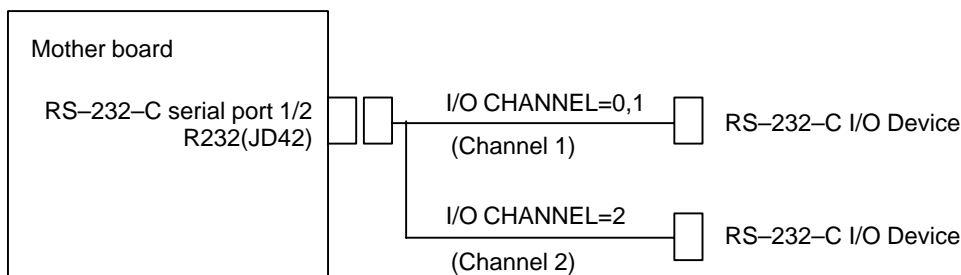 Mother board
RS–232–C serial port 1/2
R232(JD42)
I/O CHANNEL=0,1
(Channel 1)
RS–232–C I/O Device
I/O CHANNEL=2
(Channel 2)
RS–232–C I/O Device